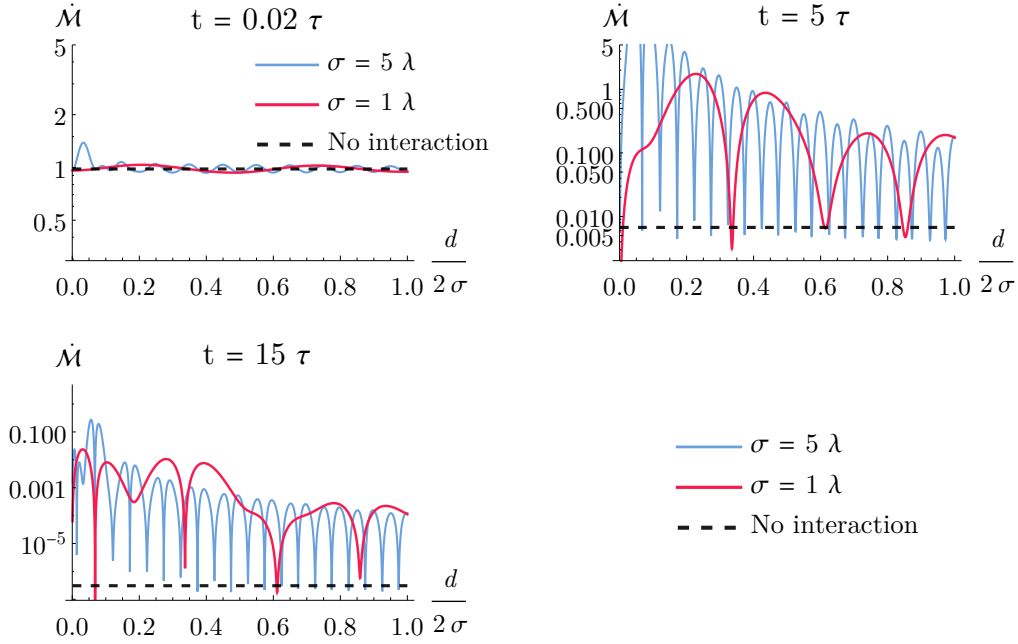 Ṁ
t = 0.02 τ
5
2
1
0.5
0.0 0.2 0.4 0.6 0.8 1.0
d
2 σ
σ = 5 λ
σ = 1 λ
No interaction
Ṁ
t = 5 τ
5
1
0.500
0.100
0.050
0.010
0.005
0.0 0.2 0.4 0.6 0.8 1.0
d
2 σ
Ṁ
t = 15 τ
0.100
0.001
10⁻⁵
0.0 0.2 0.4 0.6 0.8 1.0
d
2 σ
σ = 5 λ
σ = 1 λ
No interaction